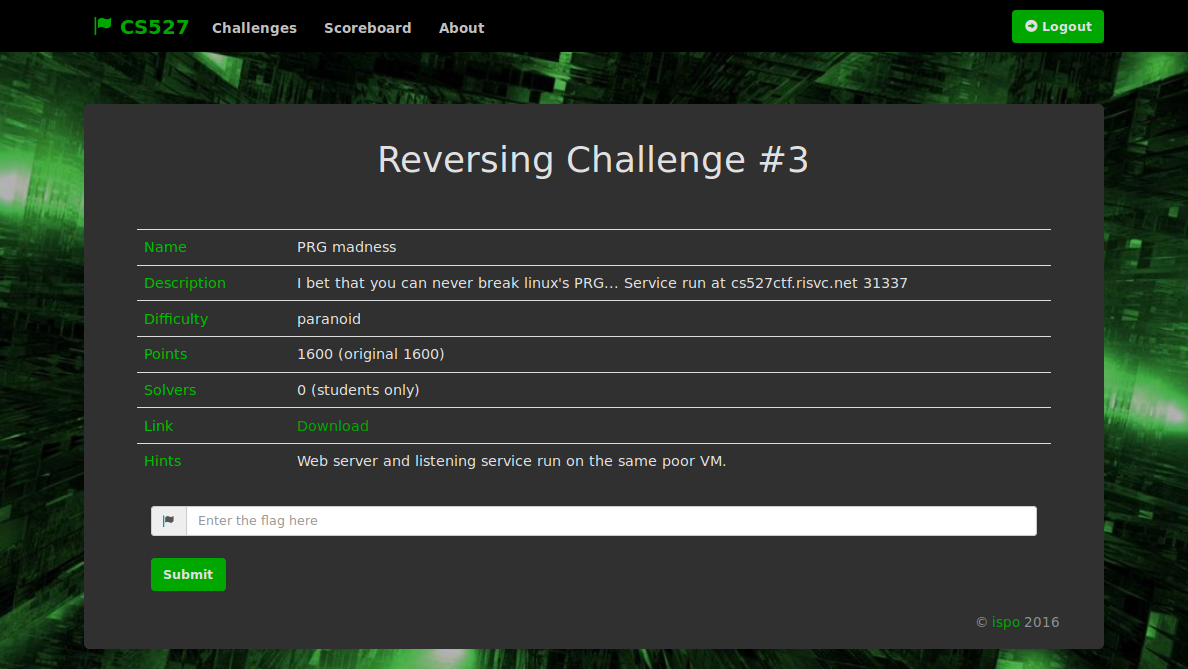 CS527 Challenges Scoreboard About Logout
Reversing Challenge #3
Name PRG madness
Description I bet that you can never break linux's PRG... Service run at cs527ctf.risvc.net 31337
Difficulty paranoid
Points 1600 (original 1600)
Solvers 0 (students only)
Link Download
Hints Web server and listening service run on the same poor VM.
Enter the flag here
Submit
© ispo 2016